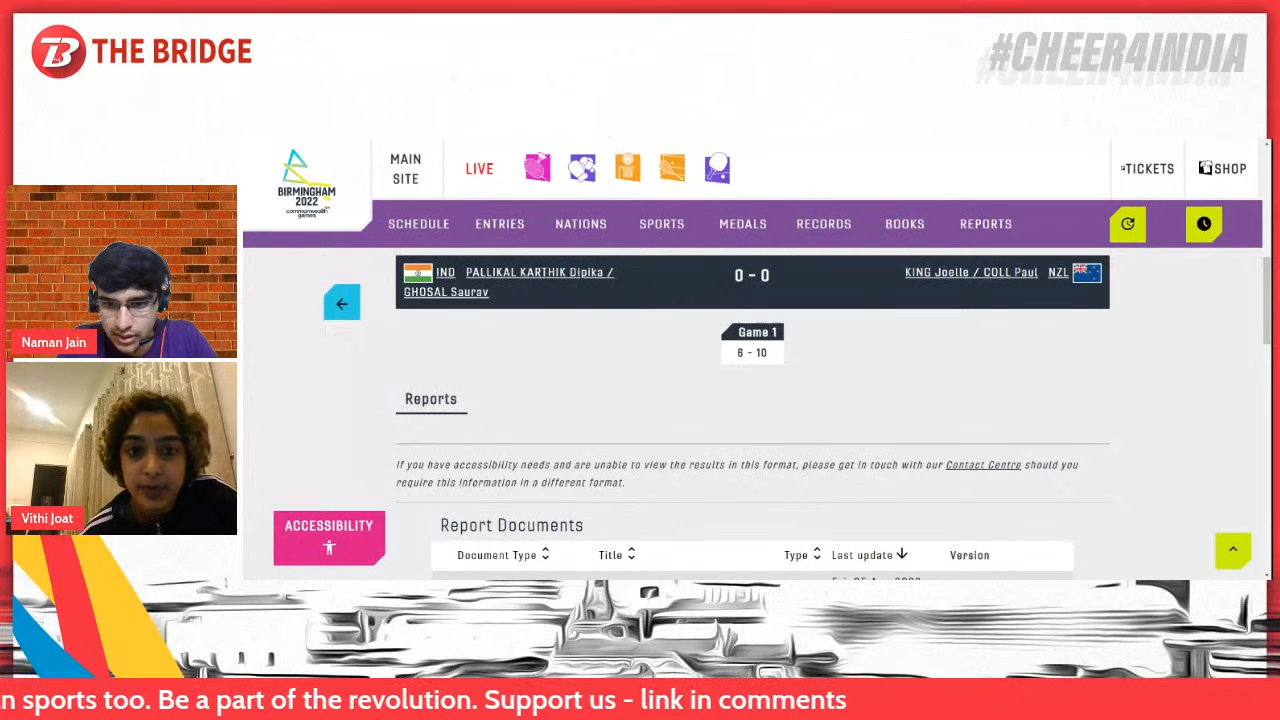 THE BRIDGE
#CHEER4INDIA
BIRMINGHAM
2022
commonwealth
games
MAIN
SITE
LIVE
TICKETS
SHOP
SCHEDULE ENTRIES NATIONS SPORTS MEDALS RECORDS BOOKS REPORTS
IND PALLIKAL KARTHIK Dipika /
GHOSAL Saurav
0 - 0
KING Joelle / COLL Paul NZL
Game 1
6 - 10
Naman Jain
Reports
If you have accessibility needs and are unable to view the results in this format, please get in touch with our Contact Centre should you
require this information in a different format.
Vithi Joat
ACCESSIBILITY
Report Documents
Document Type Title Type Last update Version
n sports too. Be a part of the revolution. Support us - link in comments